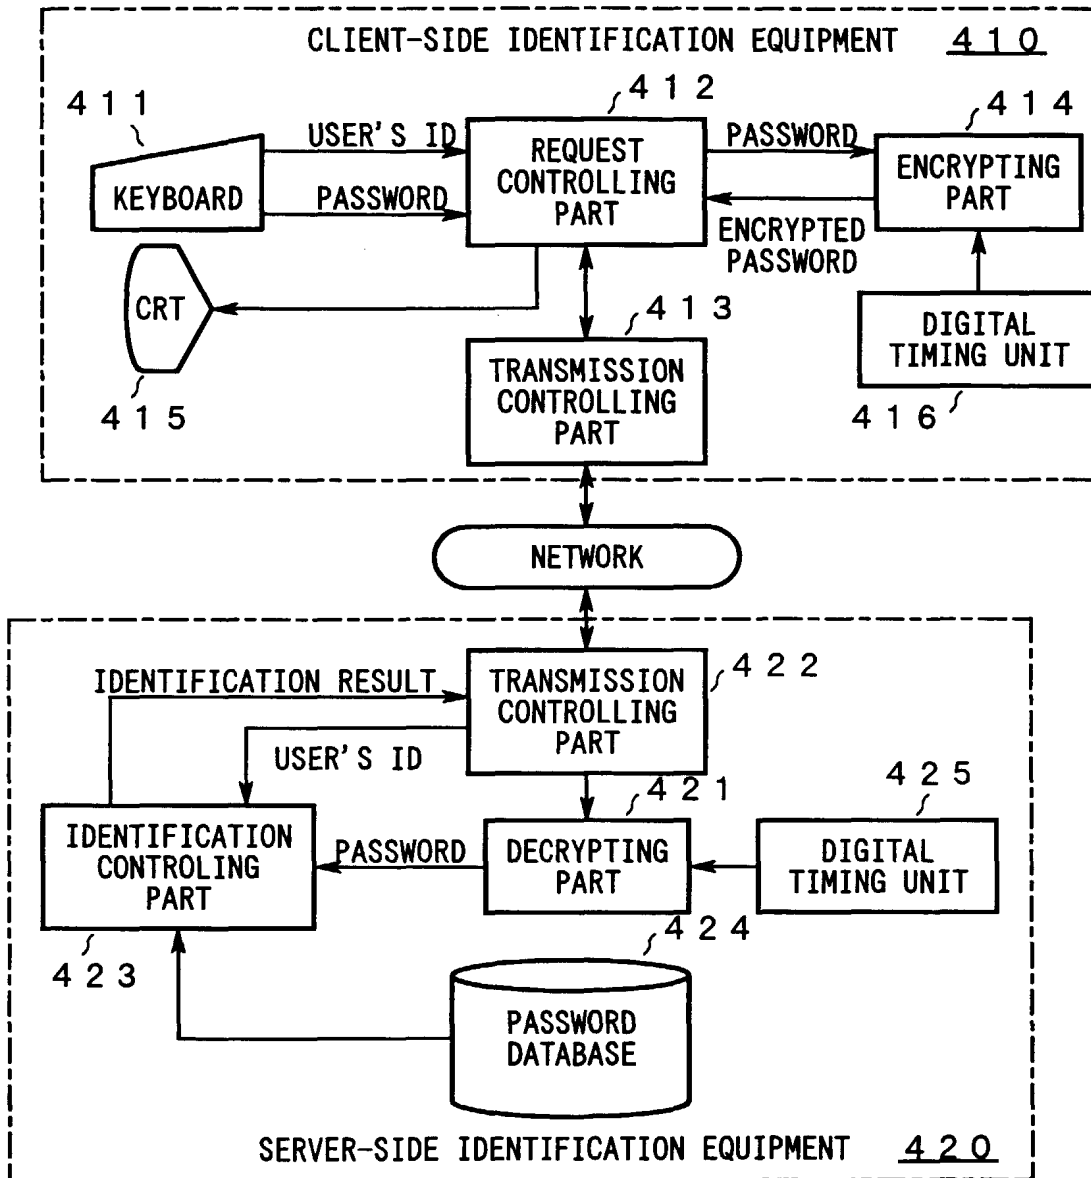 CLIENT-SIDE IDENTIFICATION EQUIPMENT 410
411
412
414
USER'S ID
PASSWORD
KEYBOARD
PASSWORD
REQUEST
CONTROLLING
PART
ENCRYPTING
PART
ENCRYPTED
PASSWORD
CRT
415
413
TRANSMISSION
CONTROLLING
PART
DIGITAL
TIMING UNIT
416
NETWORK
IDENTIFICATION RESULT
USER'S ID
TRANSMISSION
CONTROLLING
PART
422
421
425
IDENTIFICATION
CONTROLING
PART
423
PASSWORD
DECRYPTING
PART
DIGITAL
TIMING UNIT
424
PASSWORD
DATABASE
SERVER-SIDE IDENTIFICATION EQUIPMENT 420